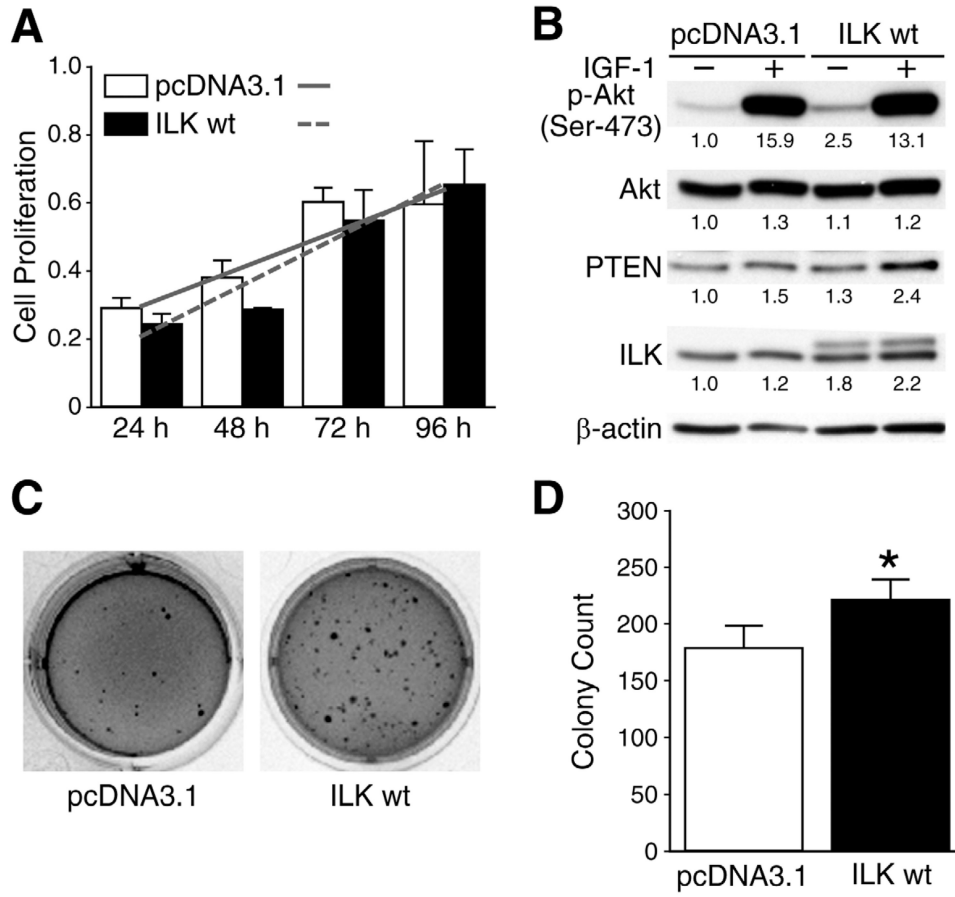 A
1.0
0.8
0.6
0.4
0.2
0
Cell Proliferation
pcDNA3.1
ILK wt
24 h 48 h 72 h 96 h
B
pcDNA3.1 ILK wt
IGF-1 − + − +
p-Akt
(Ser-473)
1.0 15.9 2.5 13.1
Akt
1.0 1.3 1.1 1.2
PTEN
1.0 1.5 1.3 2.4
ILK
1.0 1.2 1.8 2.2
β-actin
C
pcDNA3.1 ILK wt
D
300
250
200
150
100
50
0
Colony Count
*
pcDNA3.1 ILK wt